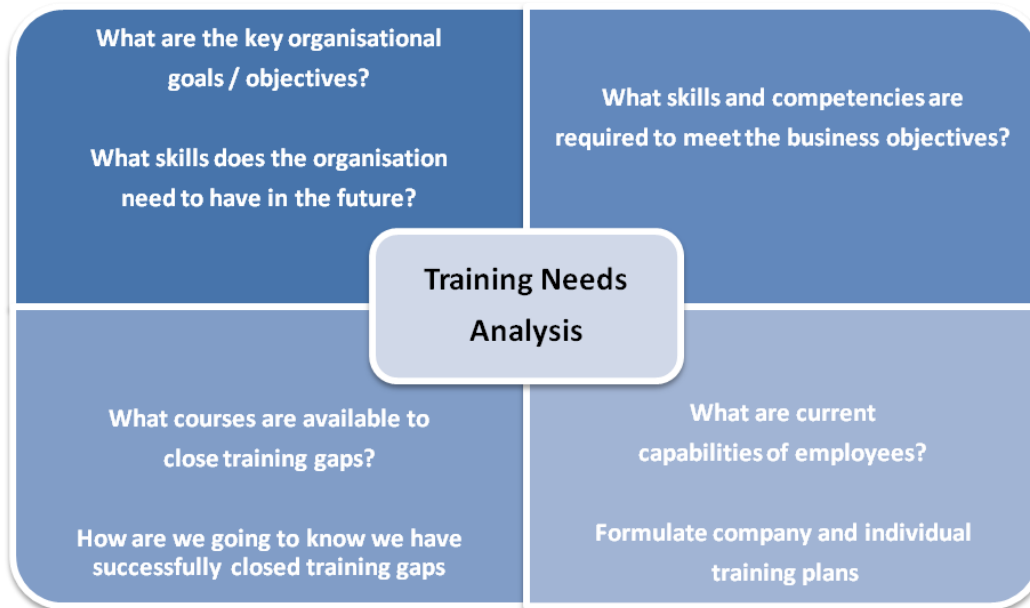 What are the key organisational
goals / objectives?
What skills does the organisation
need to have in the future?
What skills and competencies are
required to meet the business objectives?
Training Needs
Analysis
What courses are available to
close training gaps?
How are we going to know we have
successfully closed training gaps
What are current
capabilities of employees?
Formulate company and individual
training plans